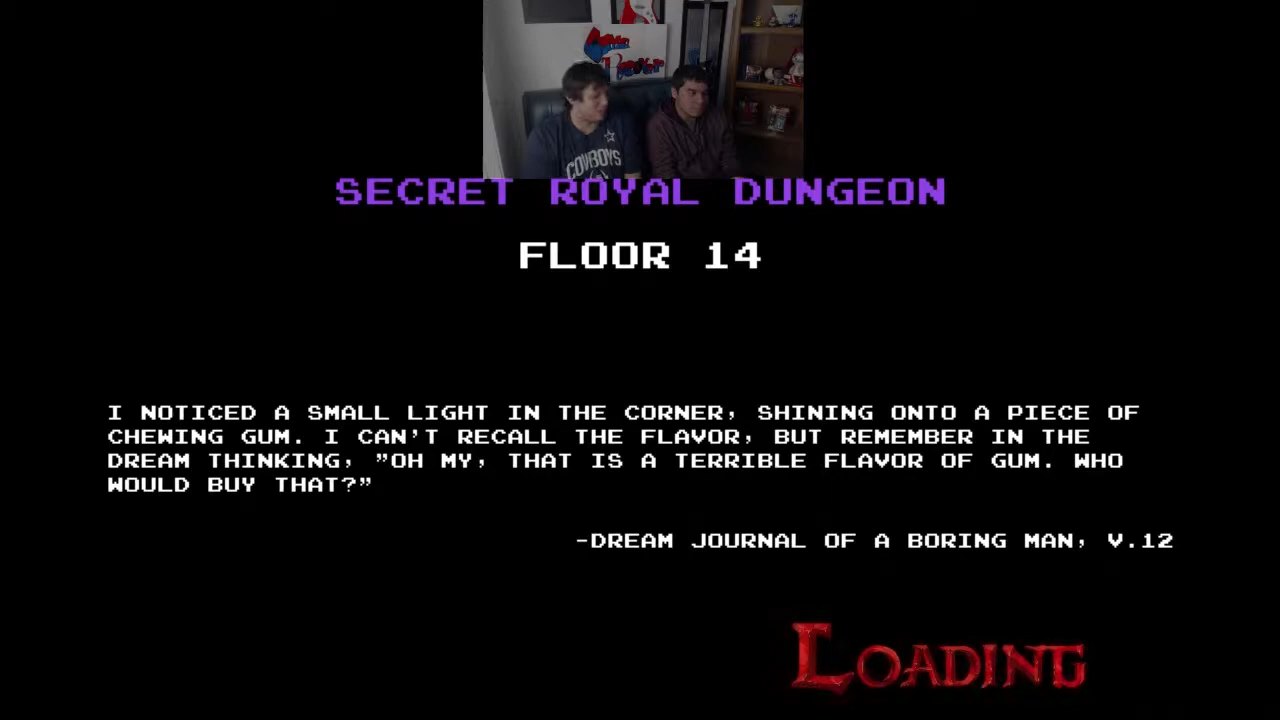 COWBOYS
SECRET ROYAL DUNGEON
FLOOR 14
I NOTICED A SMALL LIGHT IN THE CORNER, SHINING ONTO A PIECE OF
CHEWING GUM. I CAN'T RECALL THE FLAVOR, BUT REMEMBER IN THE
DREAM THINKING, "OH MY, THAT IS A TERRIBLE FLAVOR OF GUM. WHO
WOULD BUY THAT?"
-DREAM JOURNAL OF A BORING MAN, V.12
LOADING